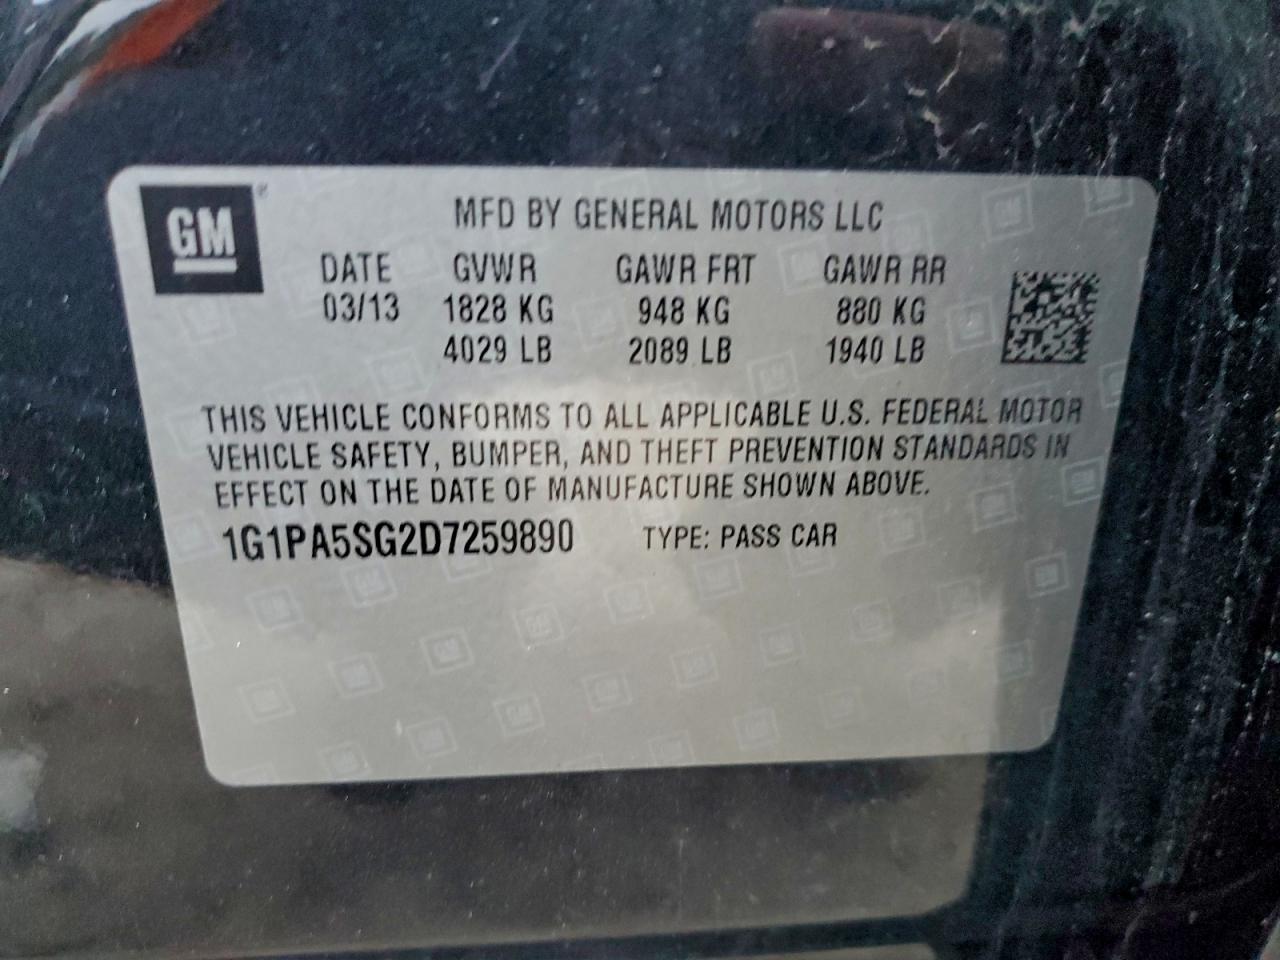 GM
MFD BY GENERAL MOTORS LLC
DATE GVWR GAWR FRT GAWR RR
03/13 1828 KG 948 KG 880 KG
4029 LB 2089 LB 1940 LB
THIS VEHICLE CONFORMS TO ALL APPLICABLE U.S. FEDERAL MOTOR
VEHICLE SAFETY, BUMPER, AND THEFT PREVENTION STANDARDS IN
EFFECT ON THE DATE OF MANUFACTURE SHOWN ABOVE.
1G1PA5SG2D7259890 TYPE: PASS CAR